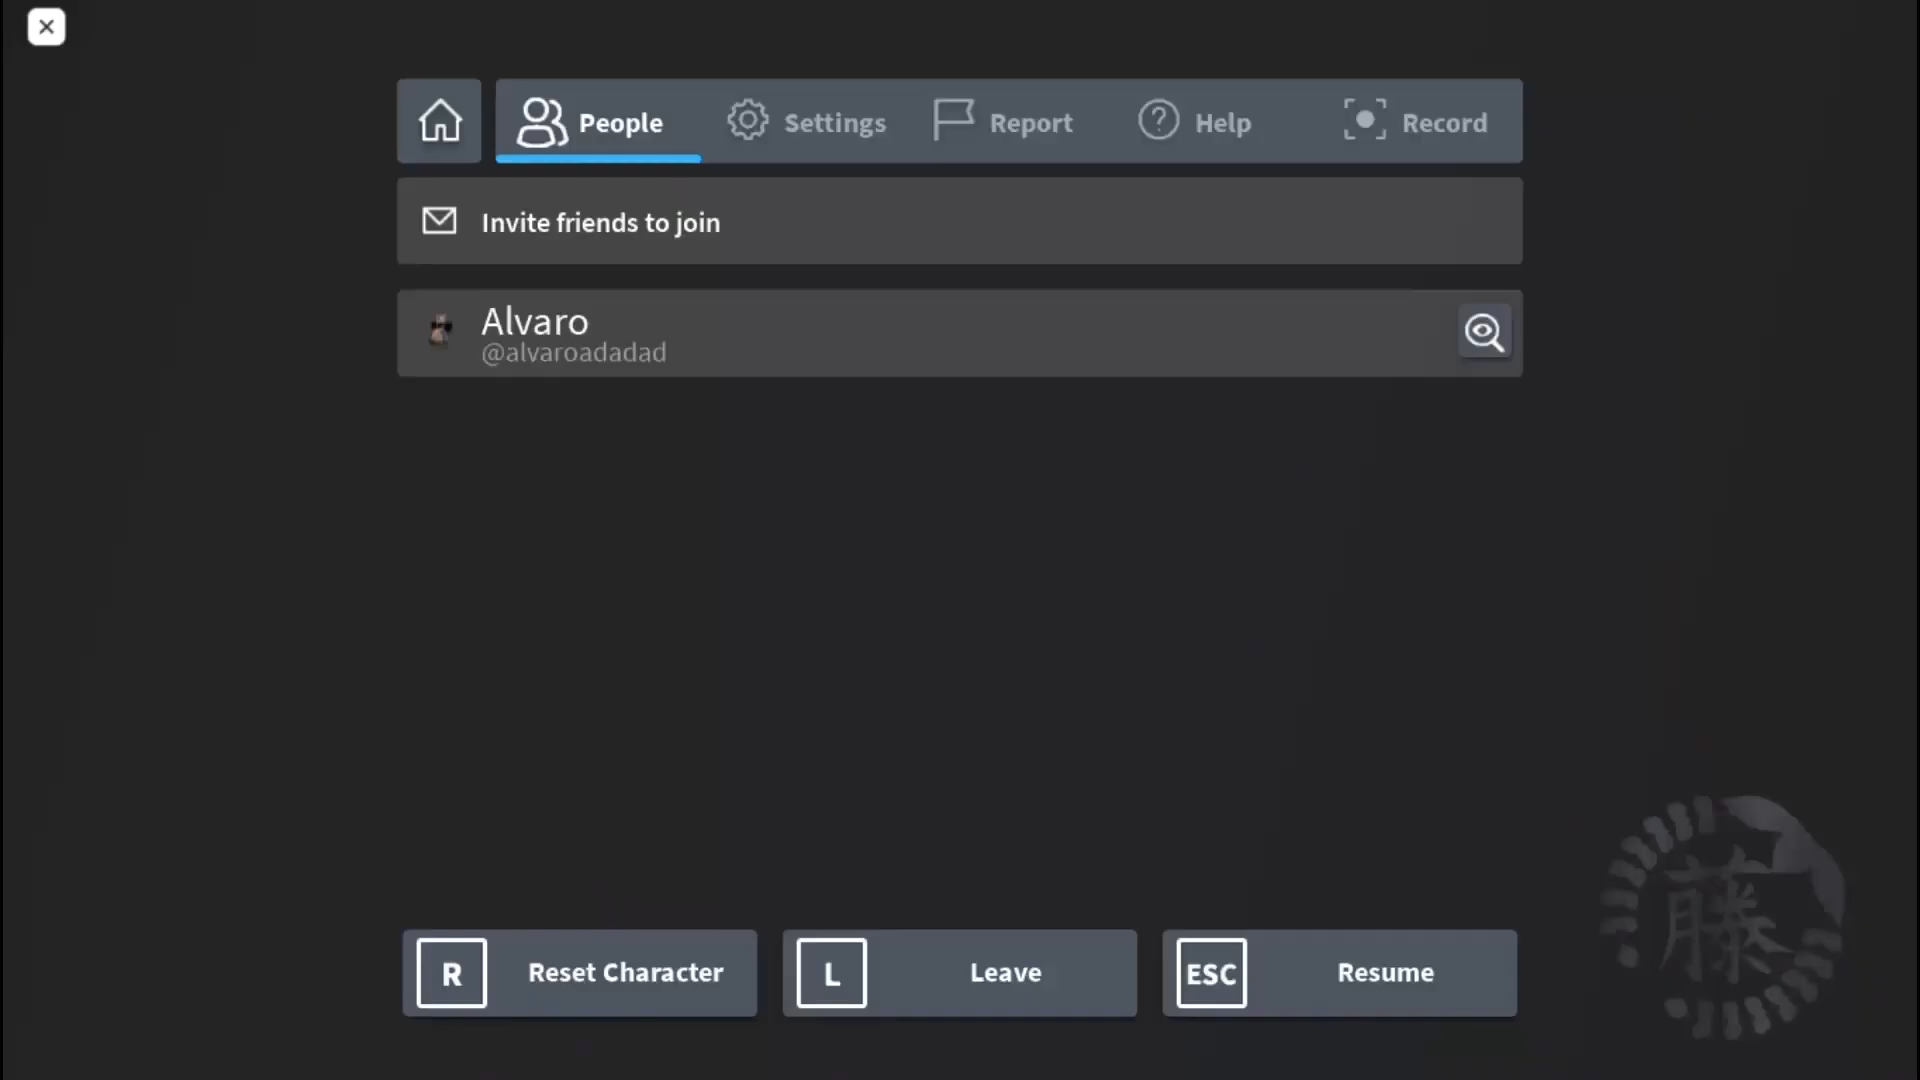 People
Settings
Report
Help
Record
Invite friends to join
Alvaro
@alvaroadadad
R
Reset Character
L
Leave
ESC
Resume
藤